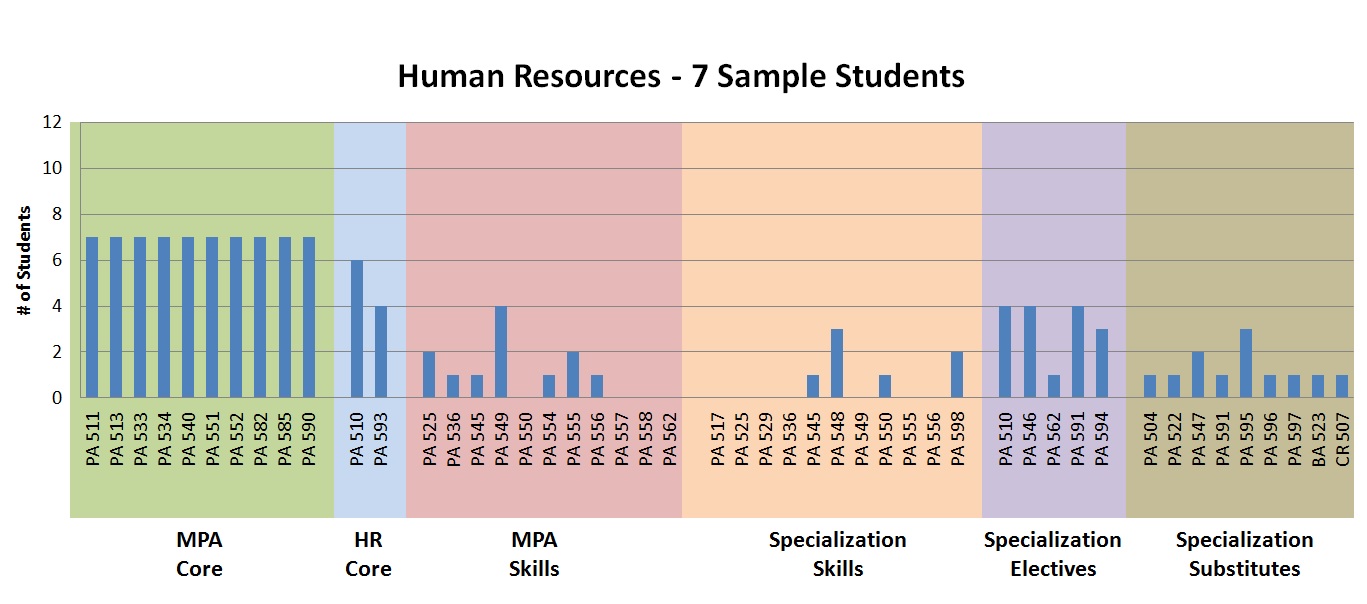 Human Resources - 7 Sample Students
# of Students
12
10
8
6
4
2
0
PA 511
PA 513
PA 533
PA 534
PA 540
PA 551
PA 552
PA 582
PA 585
PA 590
PA 510
PA 593
PA 525
PA 536
PA 545
PA 549
PA 550
PA 554
PA 555
PA 556
PA 557
PA 558
PA 562
PA 517
PA 525
PA 529
PA 536
PA 545
PA 548
PA 549
PA 550
PA 555
PA 556
PA 598
PA 510
PA 546
PA 562
PA 591
PA 594
PA 504
PA 522
PA 547
PA 591
PA 595
PA 596
PA 597
BA 523
CR 507
MPA
Core
HR
Core
MPA
Skills
Specialization
Skills
Specialization
Electives
Specialization
Substitutes